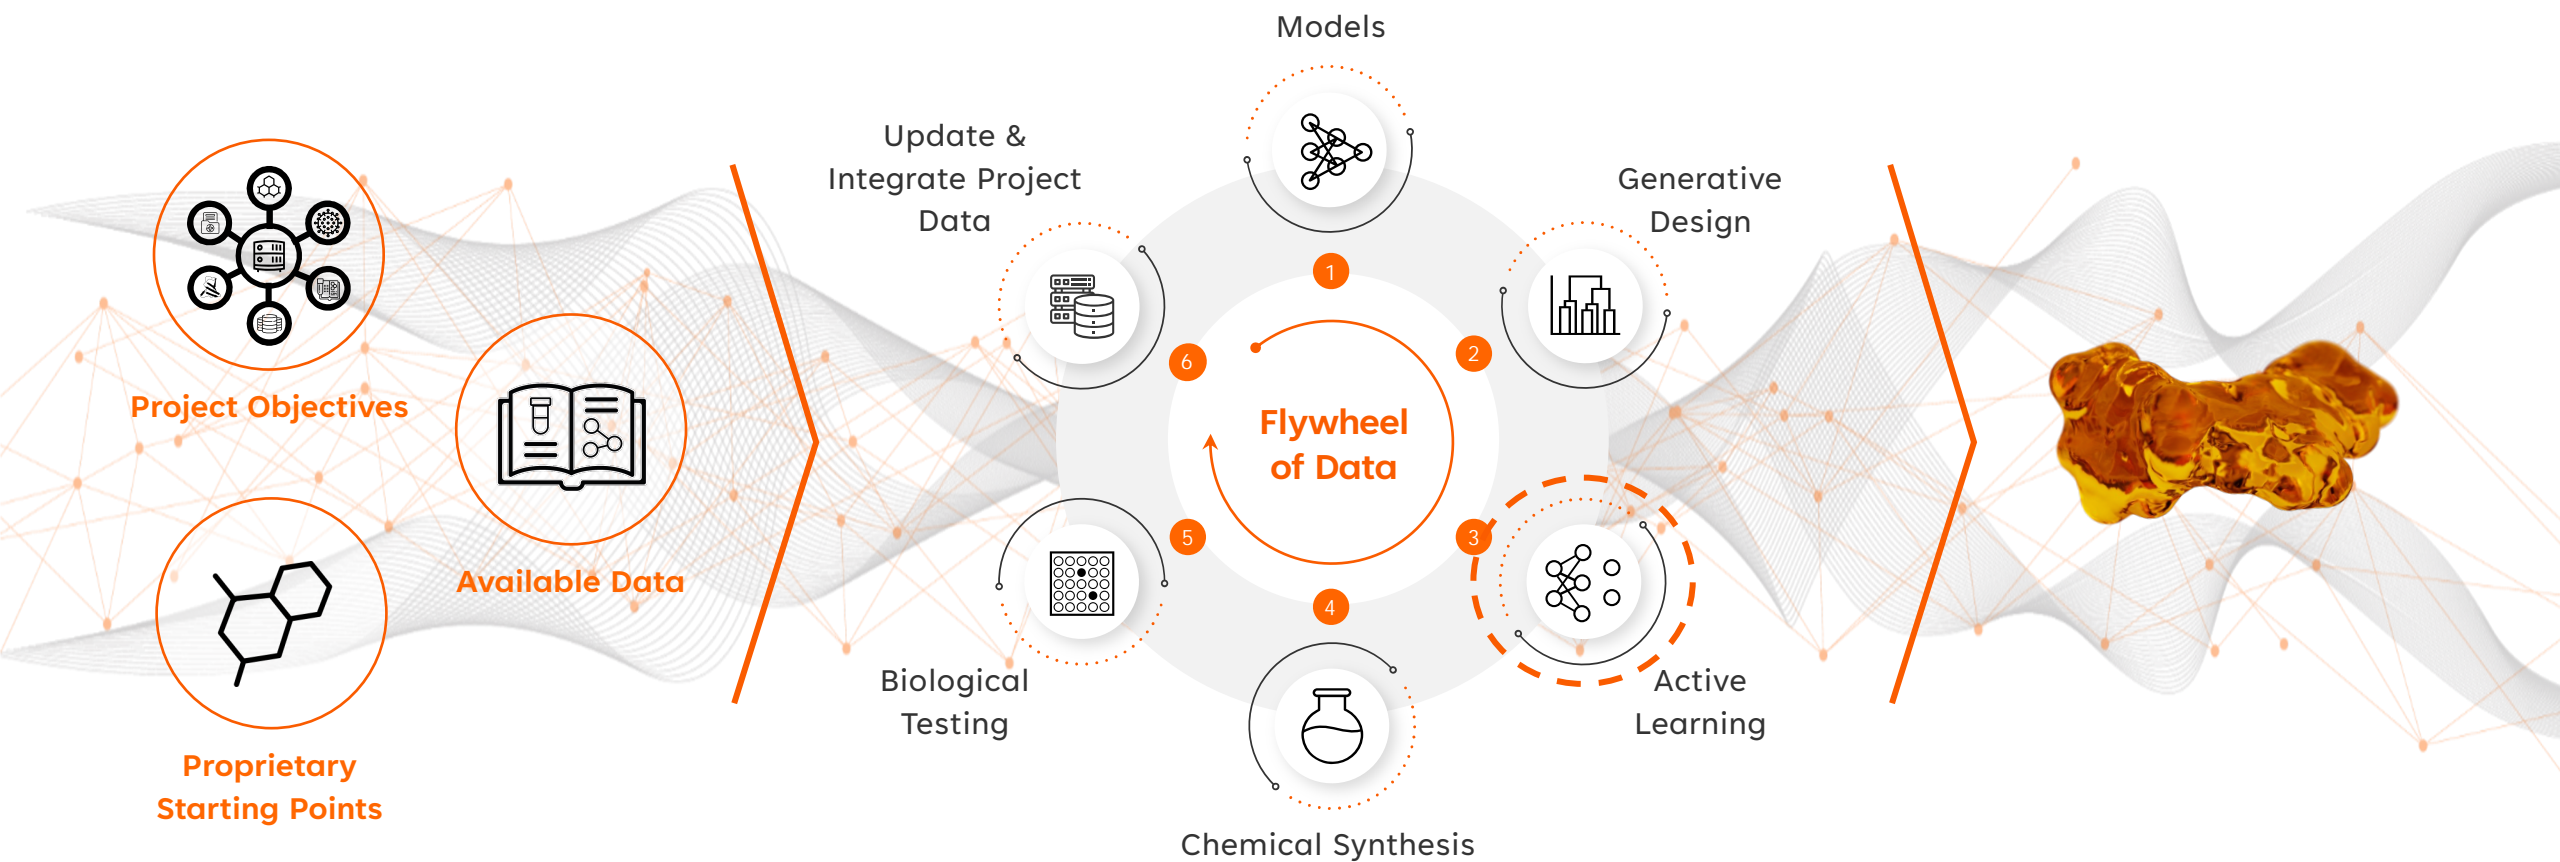 Project Objectives
Available Data
Proprietary
Starting Points
Flywheel
of Data
1
Models
2
Generative
Design
3
Active
Learning
4
Chemical Synthesis
5
Biological
Testing
6
Update &
Integrate Project
Data